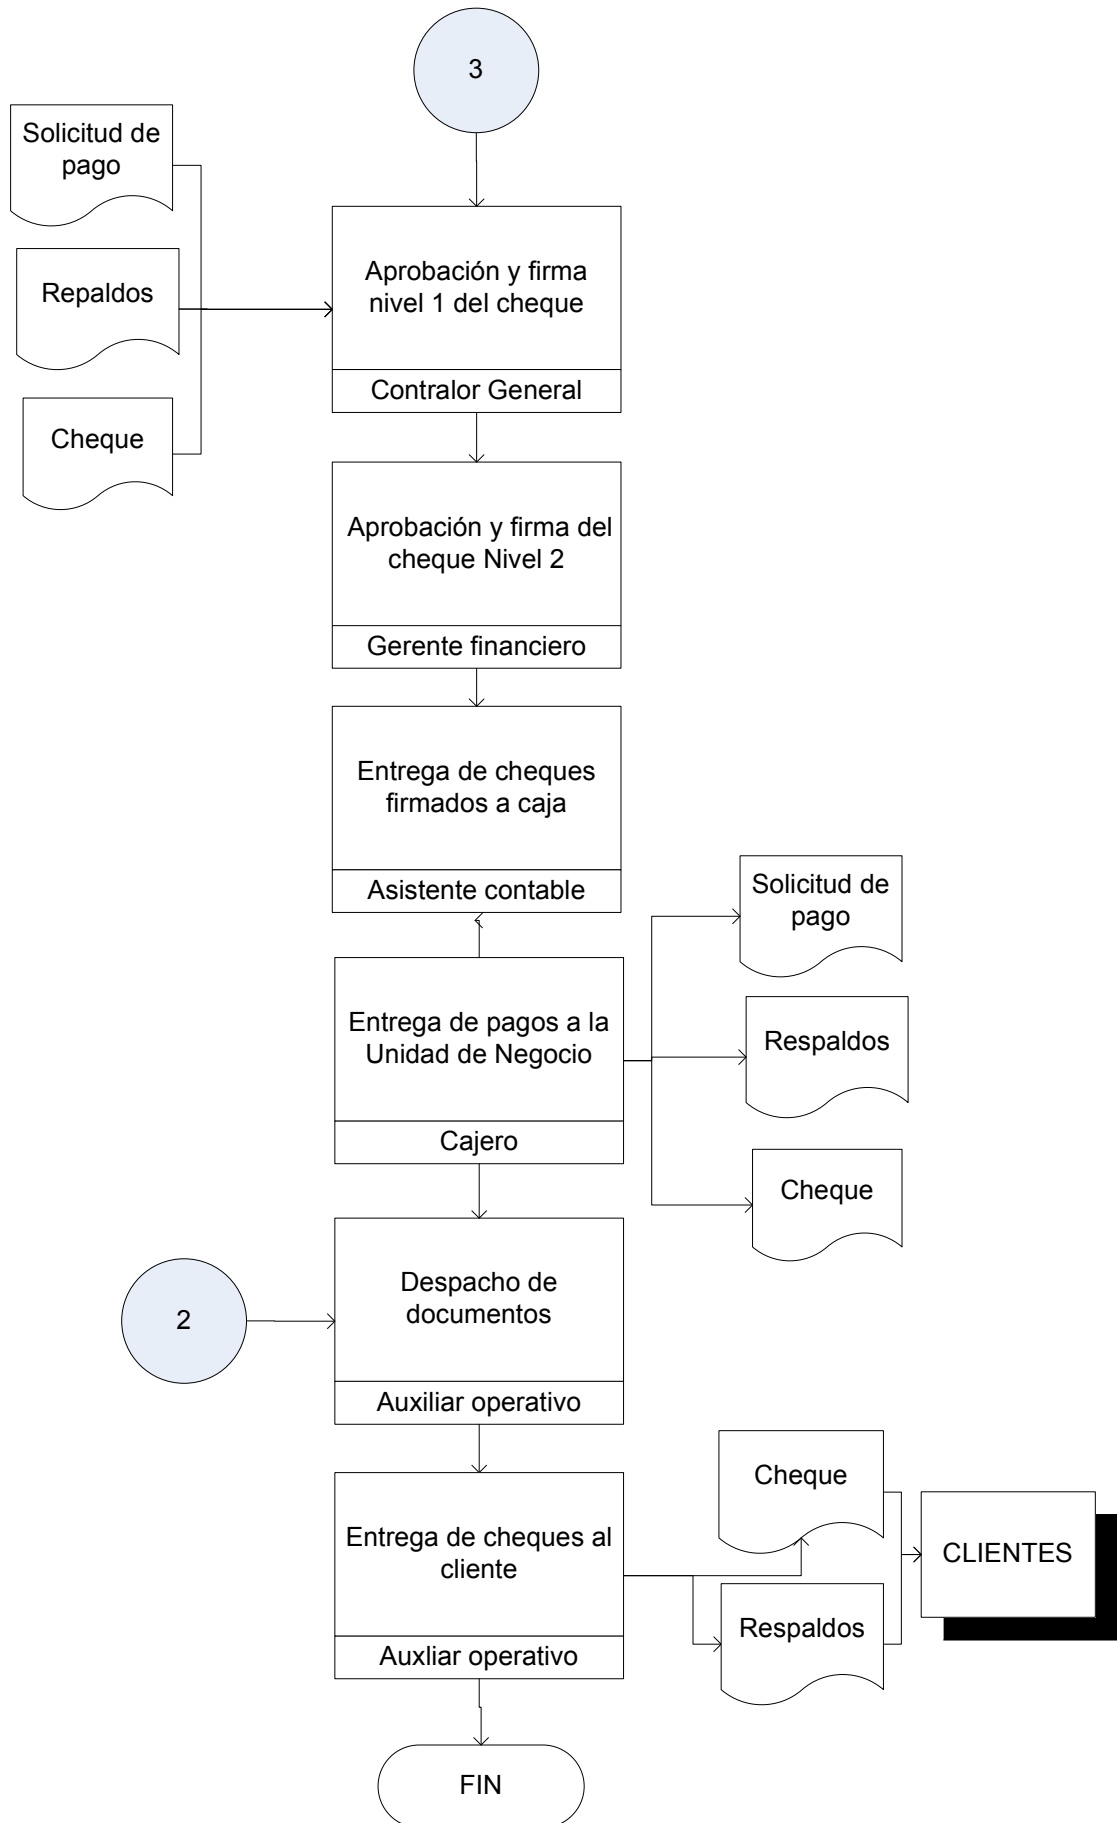 3
Solicitud de
pago
Repaldos
Cheque
Aprobación y firma
nivel 1 del cheque
Contralor General
Aprobación y firma del
cheque Nivel 2
Gerente financiero
Entrega de cheques
firmados a caja
Asistente contable
Entrega de pagos a la
Unidad de Negocio
Cajero
Solicitud de
pago
Respaldos
Cheque
2
Despacho de
documentos
Auxiliar operativo
Entrega de cheques al
cliente
Auxliar operativo
Cheque
Respaldos
CLIENTES
FIN